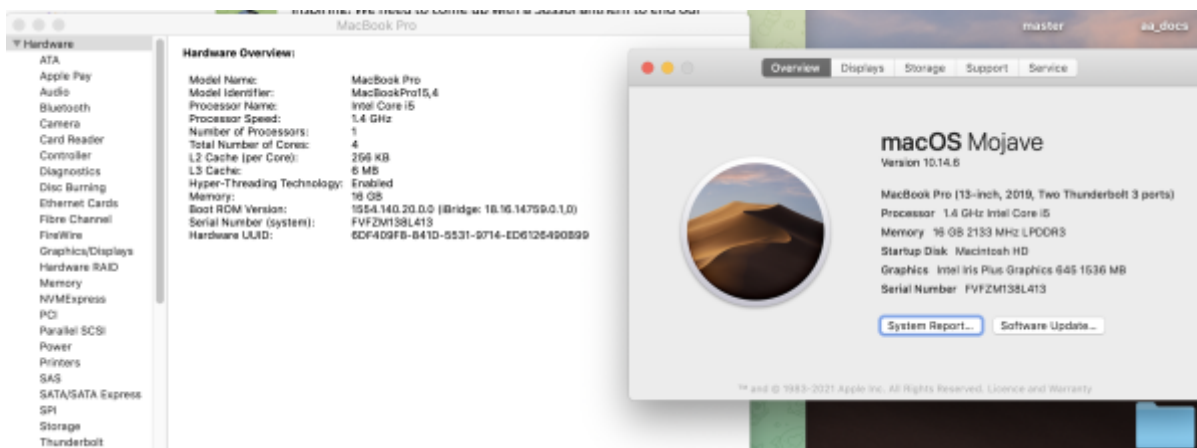 MacBook Pro
Hardware
ATA
Apple Pay
Audio
Bluetooth
Camera
Card Reader
Controller
Diagnostics
Disc Burning
Ethernet Cards
Fibre Channel
FireWire
Graphics/Displays
Hardware RAID
Memory
NVMExpress
PCI
Parallel SCSI
Power
Printers
SAS
SATA/SATA Express
SPI
Storage
Thunderbolt
Hardware Overview:
Model Name: MacBook Pro
Model Identifier: MacBookPro15,4
Processor Name: Intel Core i5
Processor Speed: 1.4 GHz
Number of Processors: 1
Total Number of Cores: 4
L2 Cache (per Core): 256 KB
L3 Cache: 6 MB
Hyper-Threading Technology: Enabled
Memory: 16 GB
Boot ROM Version: 1554.140.20.0.0 (iBridge: 18.16.14759.0.1,0)
Serial Number (system): FVFZM138L413
Hardware UUID: 6DF409F8-841D-5531-9714-ED6126490B99
master aa_docs
Overview Displays Storage Support Service
macOS Mojave
Version 10.14.6
MacBook Pro (13-inch, 2019, Two Thunderbolt 3 ports)
Processor 1.4 GHz Intel Core i5
Memory 16 GB 2133 MHz LPDDR3
Startup Disk Macintosh HD
Graphics Intel Iris Plus Graphics 645 1536 MB
Serial Number FVFZM138L413
System Report... Software Update...
™ and © 1983-2021 Apple Inc. All Rights Reserved. Licence and Warranty